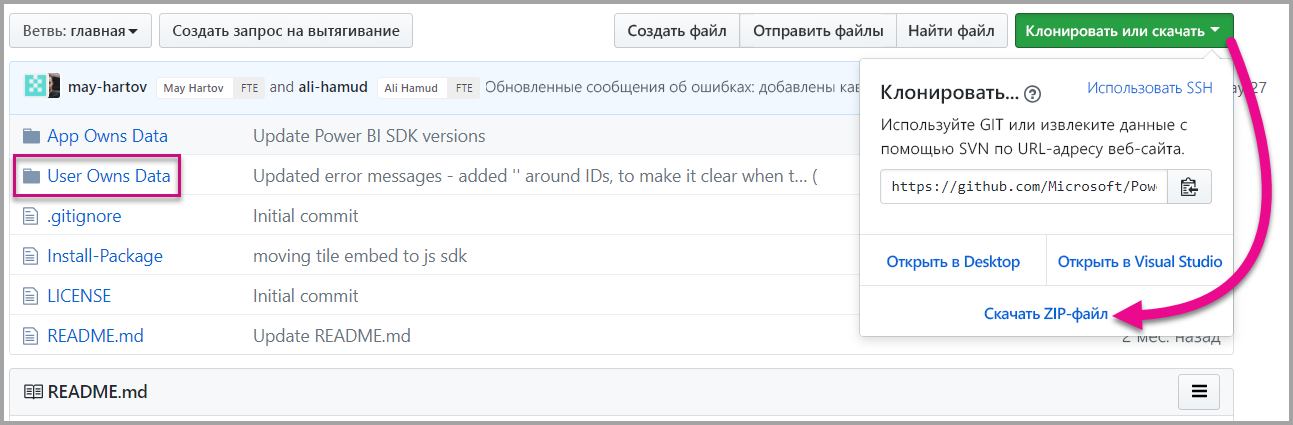 Ветвь: главная
Создать запрос на вытягивание
Создать файл
Отправить файлы
Найти файл
Клонировать или скачать
may-hartov May Hartov FTE and ali-hamud Ali Hamud FTE Обновленные сообщения об ошибках: добавлены кав
27
App Owns Data Update Power BI SDK versions
User Owns Data Updated error messages - added '' around IDs, to make it clear when t... (
.gitignore Initial commit
Install-Package moving tile embed to js sdk
LICENSE Initial commit
README.md Update README.md
2 мес. назад
Клонировать... ?
Использовать SSH
Используйте GIT или извлеките данные с
помощью SVN по URL-адресу веб-сайта.
https://github.com/Microsoft/Pow
Открыть в Desktop
Открыть в Visual Studio
Скачать ZIP-файл
README.md